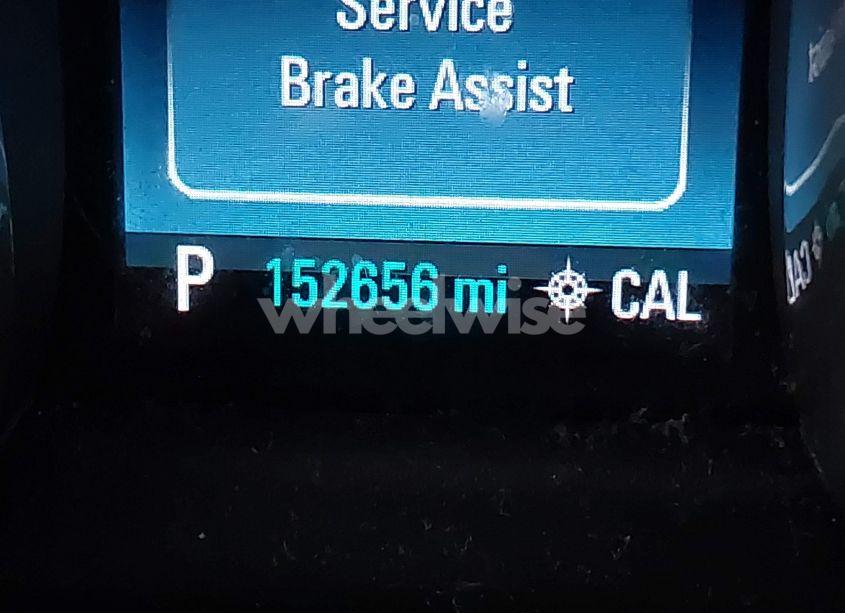 Service
Brake Assist
P 152656 mi CAL
wheelwise